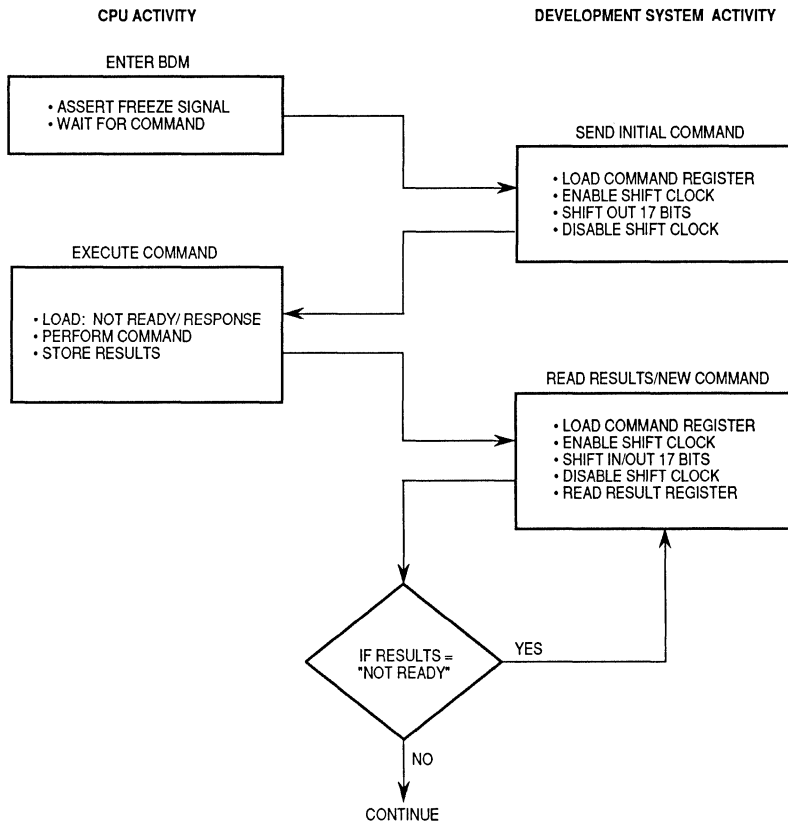 CPU ACTIVITY
DEVELOPMENT SYSTEM ACTIVITY
ENTER BDM
• ASSERT FREEZE SIGNAL
• WAIT FOR COMMAND
SEND INITIAL COMMAND
• LOAD COMMAND REGISTER
• ENABLE SHIFT CLOCK
• SHIFT OUT 17 BITS
• DISABLE SHIFT CLOCK
EXECUTE COMMAND
• LOAD: NOT READY/ RESPONSE
• PERFORM COMMAND
• STORE RESULTS
READ RESULTS/NEW COMMAND
• LOAD COMMAND REGISTER
• ENABLE SHIFT CLOCK
• SHIFT IN/OUT 17 BITS
• DISABLE SHIFT CLOCK
• READ RESULT REGISTER
IF RESULTS =
"NOT READY"
YES
NO
CONTINUE